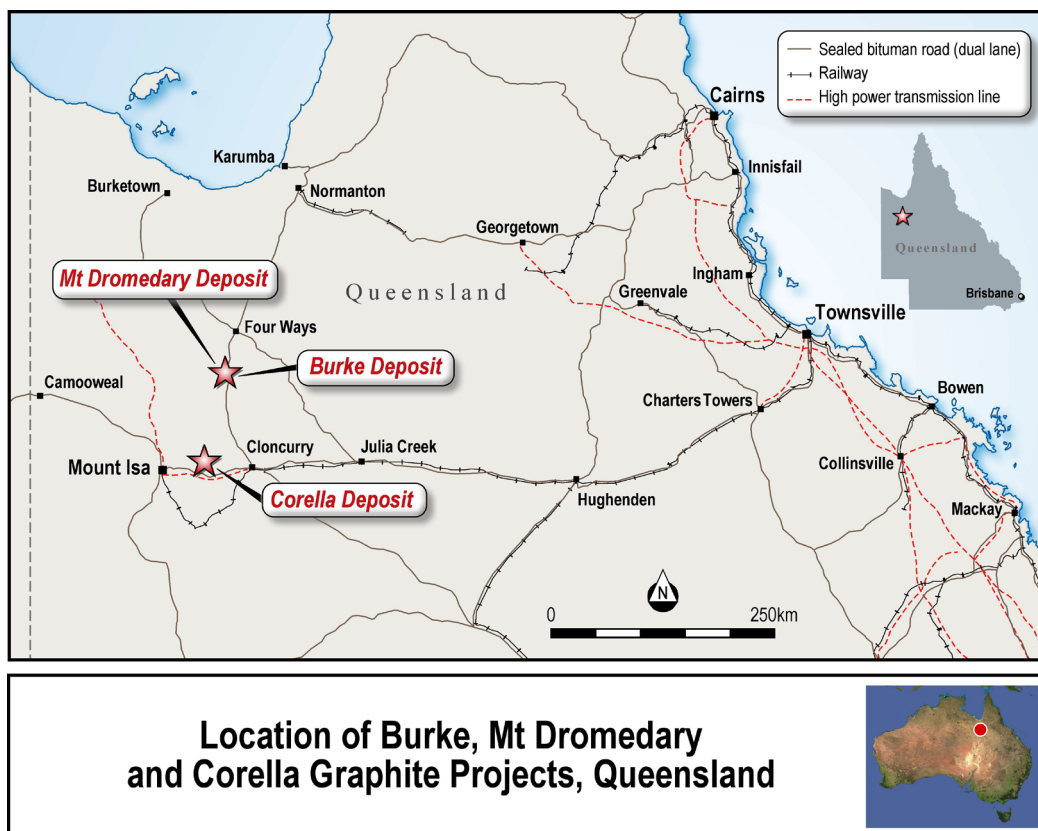 Sealed bituman road (dual lane)
Railway
High power transmission line
Cairns
Karumba
Innisfail
Burketown
Normanton
Georgetown
Queensland
Mt Dromedary Deposit
Queensland
Ingham
Greenvale
Brisbane
Four Ways
Townsville
Burke Deposit
Camooweal
Bowen
Charters Towers
Cloncurry
Julia Creek
Mount Isa
Collinsville
Corella Deposit
Hughenden
Mackay
N
0 250km
Location of Burke, Mt Dromedary
and Corella Graphite Projects, Queensland